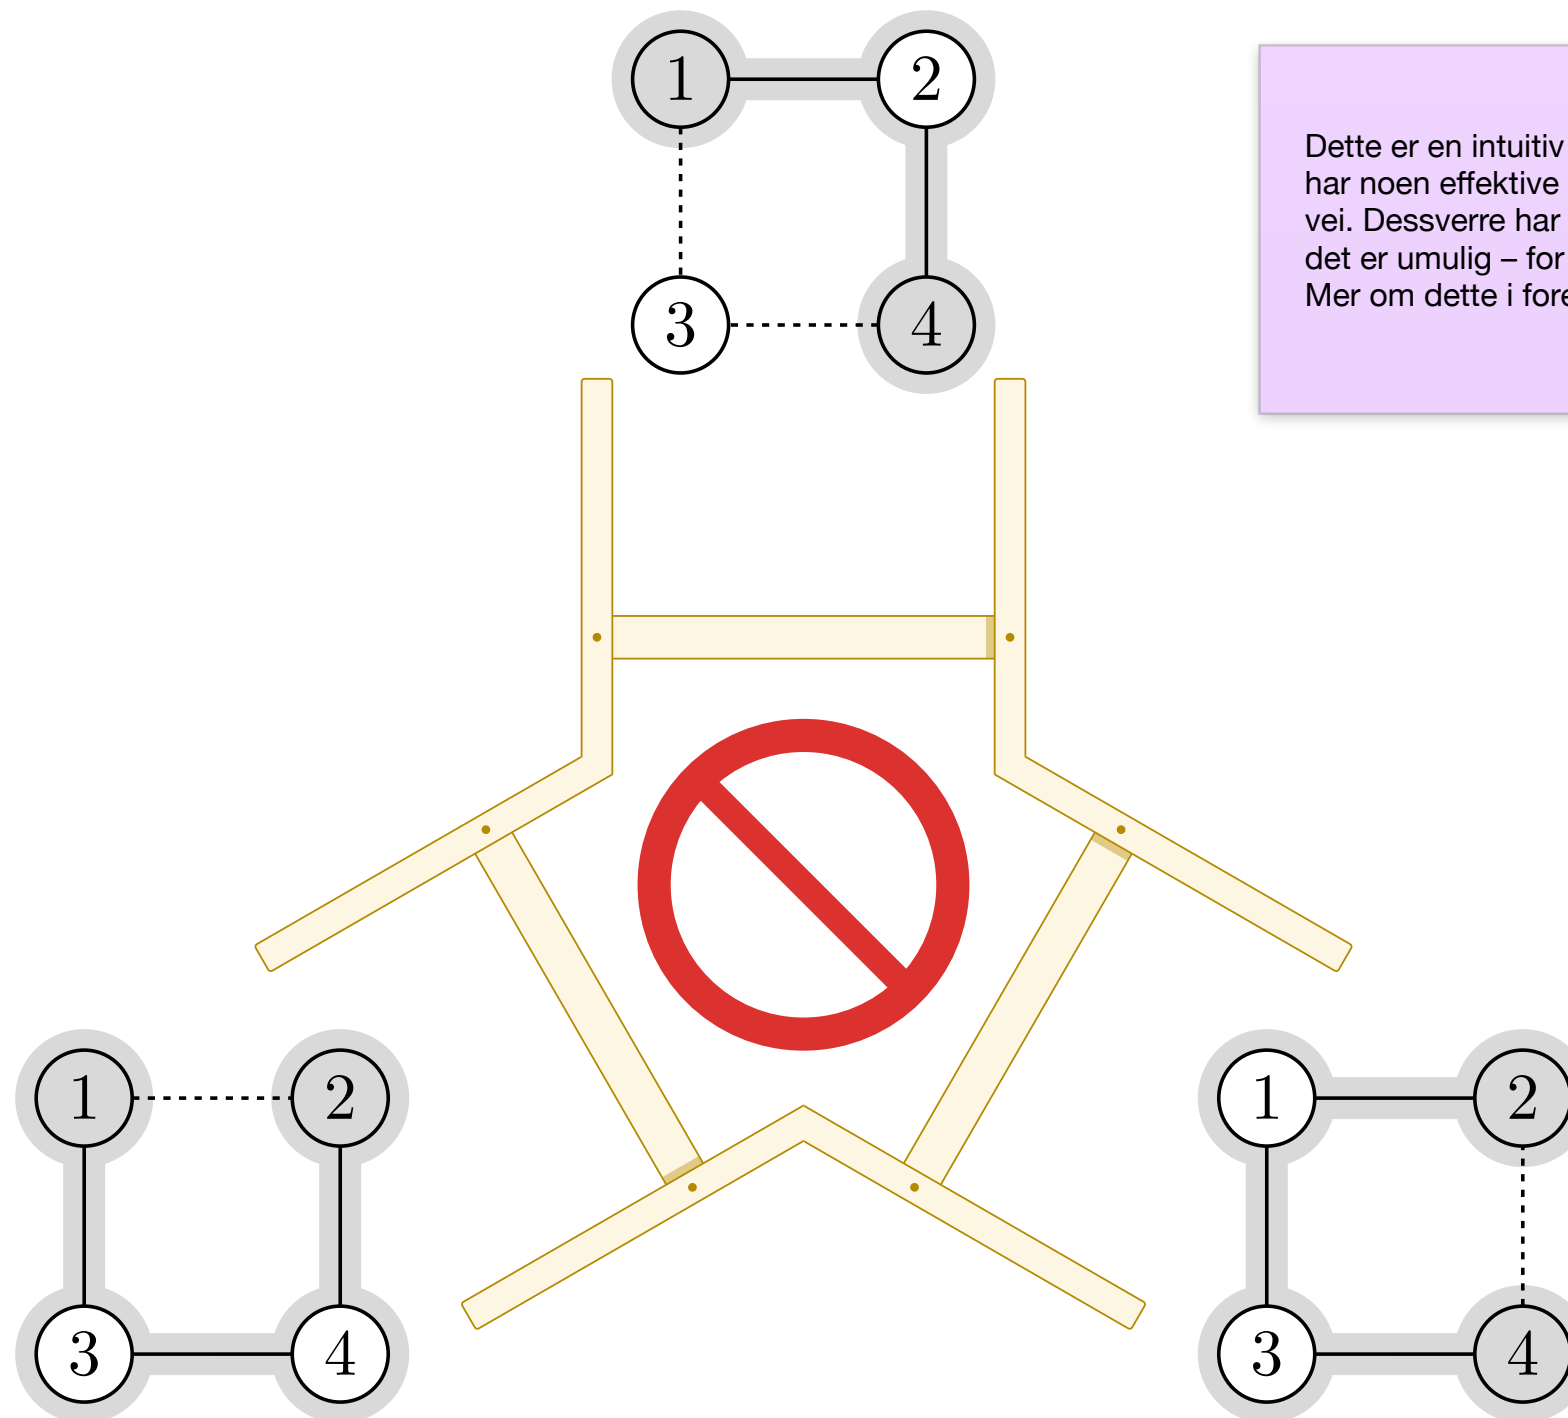 1 2
3 4
Dette er en intuitiv
har noen effektive
vei. Dessverre har
det er umulig – for
Mer om dette i fore
1 2
3 4
1 2
3 4